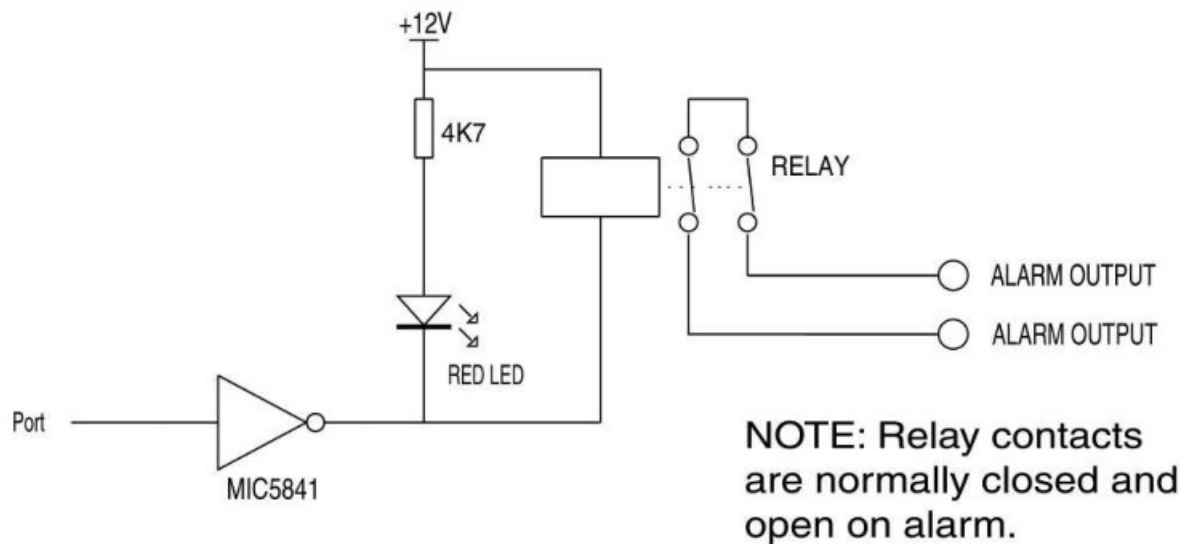 +12V
4K7
RELAY
ALARM OUTPUT
ALARM OUTPUT
RED LED
Port
MIC5841
NOTE: Relay contacts
are normally closed and
open on alarm.